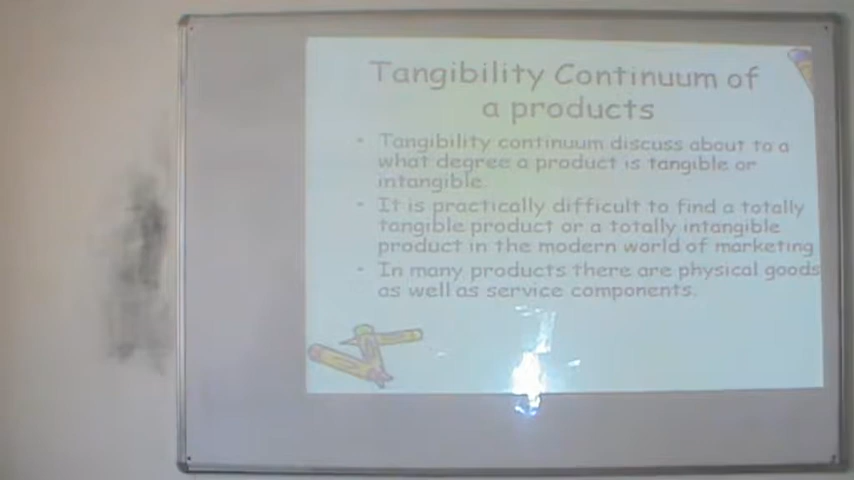 Tangibility Continuum of
a products
• Tangibility continuum discuss about to a
what degree a product is tangible or
intangible.
• It is practically difficult to find a totally
tangible product or a totally intangible
product in the modern world of marketing
• In many products there are physical goods
as well as service components.